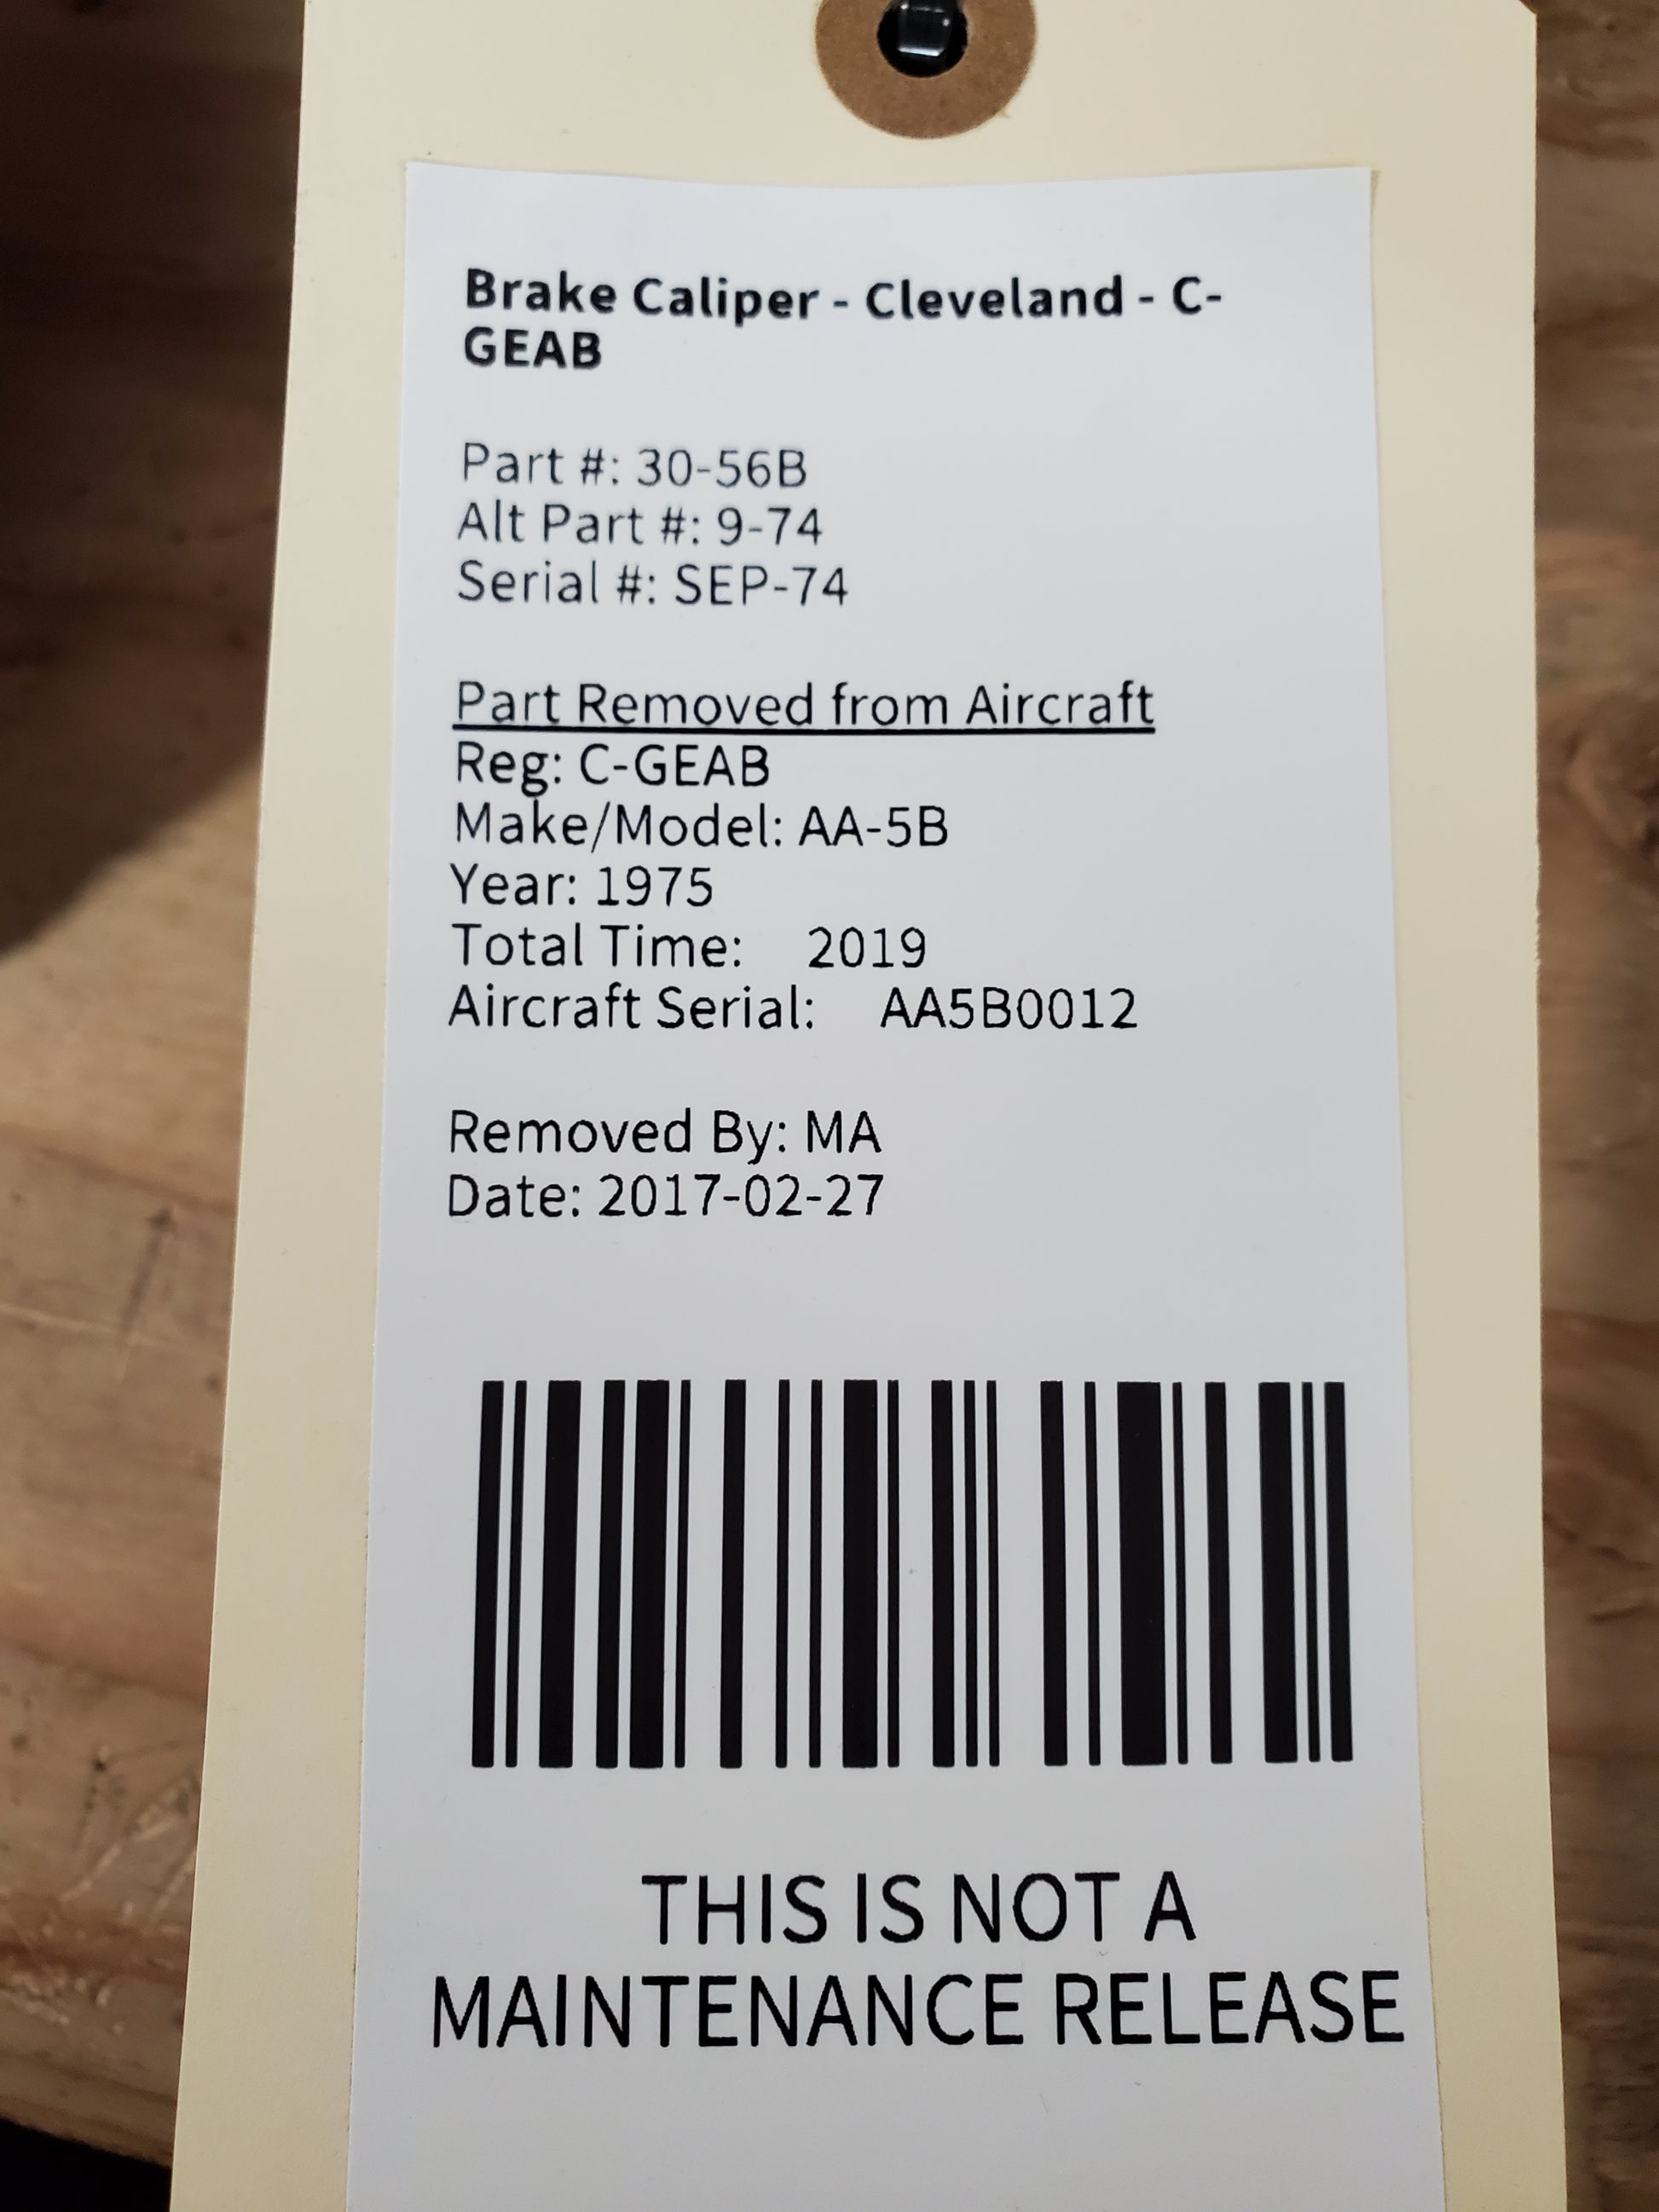 Brake Caliper - Cleveland - C-
GEAB
Part #: 30-56B
Alt Part #: 9-74
Serial #: SEP-74
Part Removed from Aircraft
Reg: C-GEAB
Make/Model: AA-5B
Year: 1975
Total Time: 2019
Aircraft Serial: AA5B0012
Removed By: MA
Date: 2017-02-27
THIS IS NOT A
MAINTENANCE RELEASE